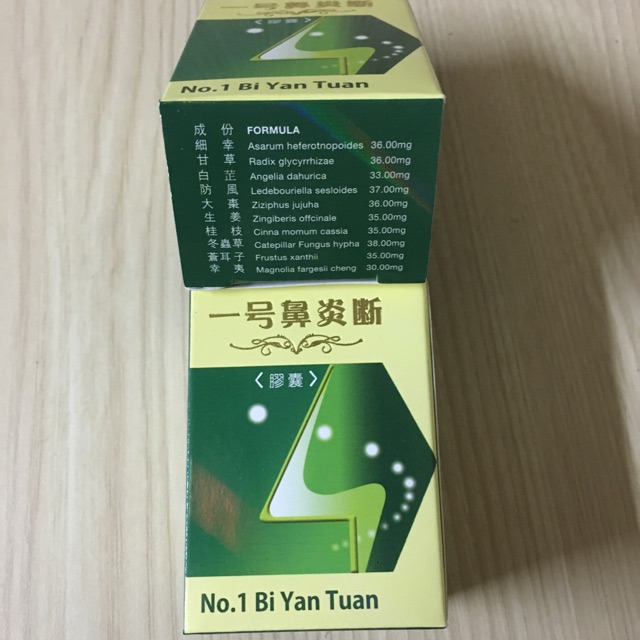 No.1 Bi Yan Tuan
成份 FORMULA
細幸 Asarum heferotnopoides 36.00mg
甘草 Radix glycyrrhizae 36.00mg
白芷 Angelia dahurica 33.00mg
防風 Ledebouriella sesloides 37.00mg
大棗 Ziziphus jujuha 36.00mg
生姜 Zingiberis offcinale 35.00mg
桂枝 Cinna momum cassia 35.00mg
冬蟲草 Catepillar Fungus hypha 38.00mg
蒼耳子 Frustus xanthii 35.00mg
幸夷 Magnolia fargesii cheng 30.00mg
一号鼻炎断
〈膠囊〉
No.1 Bi Yan Tuan